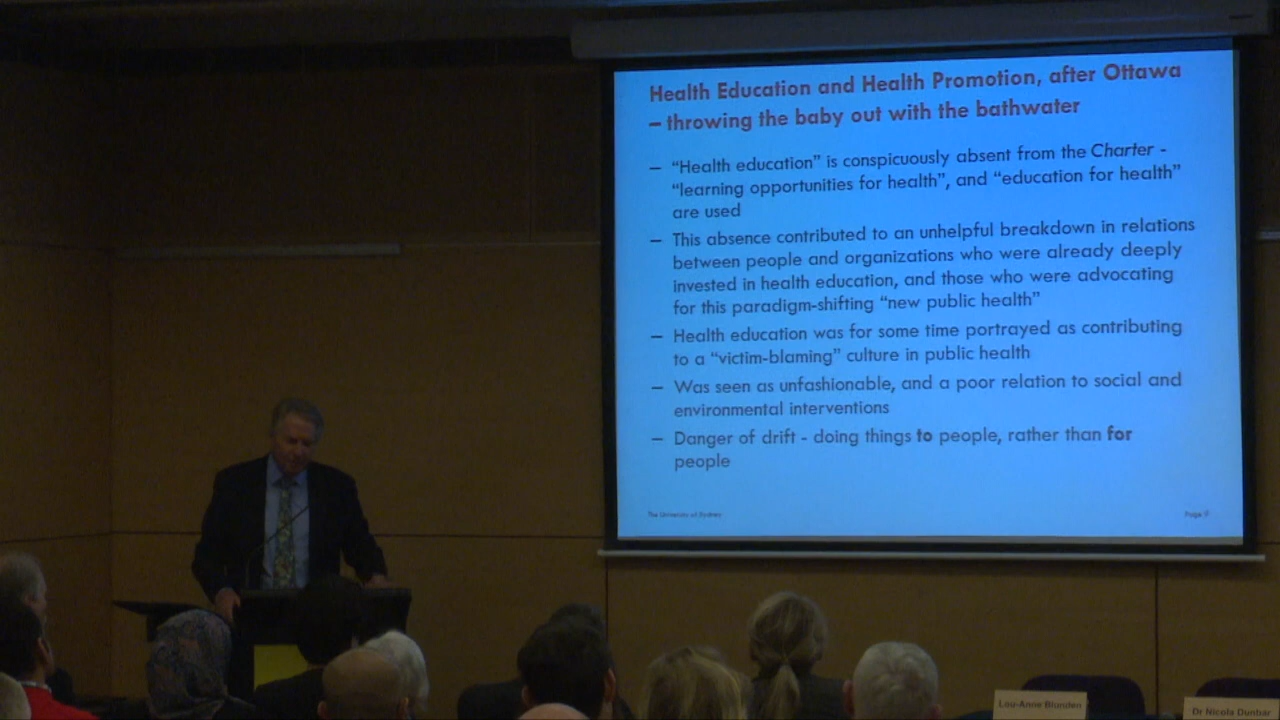 Health Education and Health Promotion, after Ottawa
– throwing the baby out with the bathwater
– “Health education” is conspicuously absent from the Charter -
“learning opportunities for health”, and “education for health”
are used
– This absence contributed to an unhelpful breakdown in relations
between people and organizations who were already deeply
invested in health education, and those who were advocating
for this paradigm-shifting “new public health”
– Health education was for some time portrayed as contributing
to a “victim-blaming” culture in public health
– Was seen as unfashionable, and a poor relation to social and
environmental interventions
– Danger of drift - doing things to people, rather than for
people
The University of Sydney
Page
Lou-Anne Blunden
Dr Nicola Dunbar